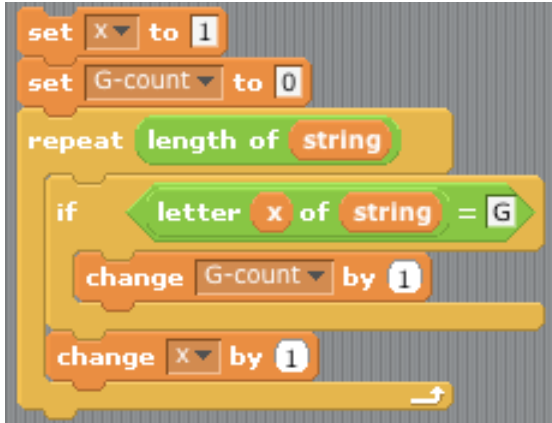 set x to 1
set G-count to 0
repeat length of string
if letter x of string = G
change G-count by 1
change x by 1